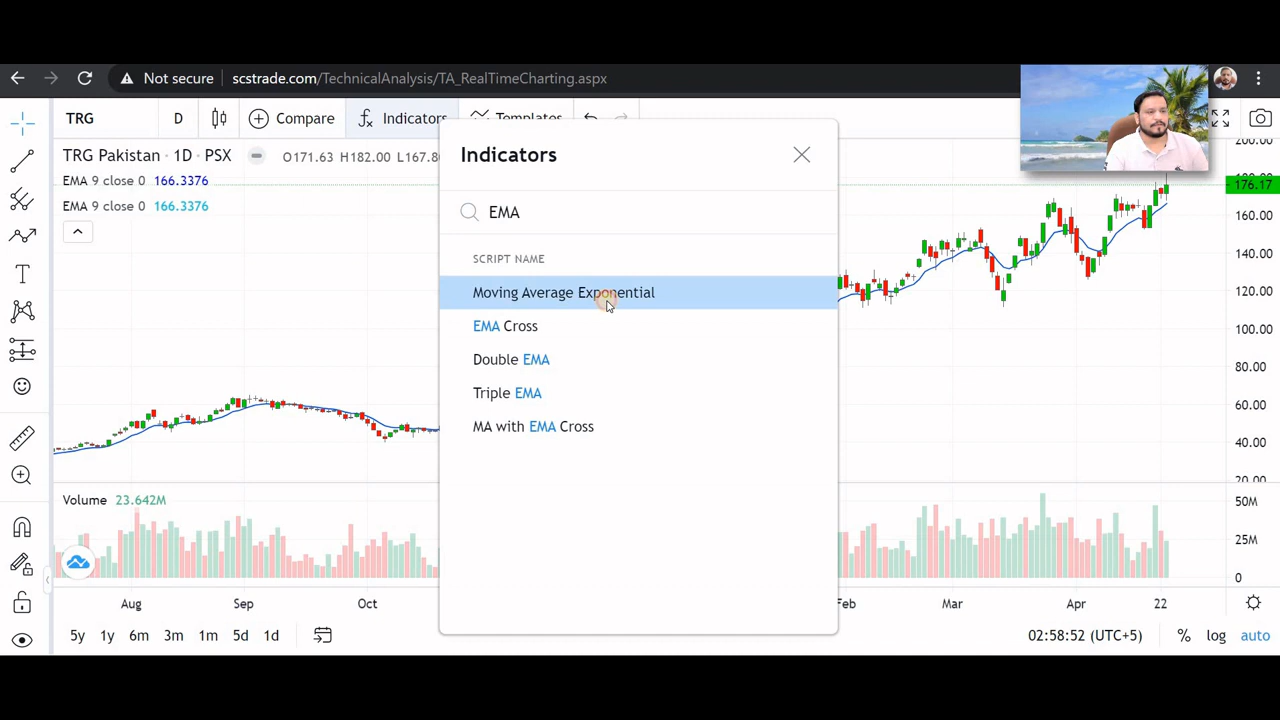 Not secure scstrade.com/TechnicalAnalysis/TA_RealTimeCharting.aspx
TRG D Compare Indicators Templates
TRG Pakistan · 1D · PSX O171.63 H182.00 L167.8
EMA 9 close 0 166.3376
EMA 9 close 0 166.3376
Indicators
EMA
SCRIPT NAME
Moving Average Exponential
EMA Cross
Double EMA
Triple EMA
MA with EMA Cross
200.00
180.00
176.17
160.00
140.00
120.00
100.00
80.00
60.00
40.00
20.00
Volume 23.642M
50M
25M
0
Aug Sep Oct Feb Mar Apr 22
5y 1y 6m 3m 1m 5d 1d 02:58:52 (UTC+5) % log auto